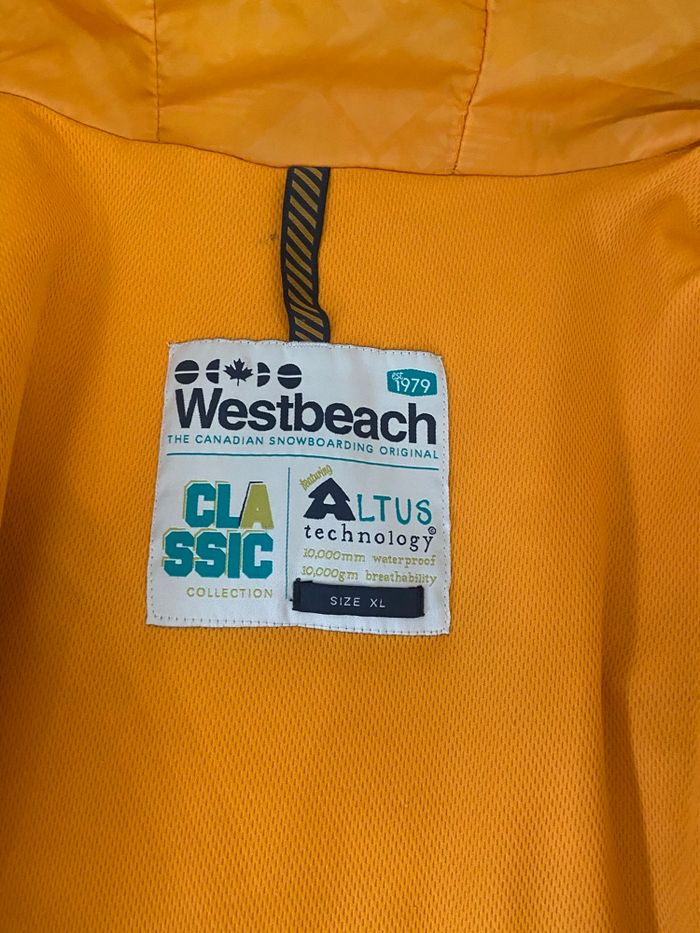 est
1979
Westbeach
THE CANADIAN SNOWBOARDING ORIGINAL
CLA
SSIC
COLLECTION
featuring
ALTUS
technology©
10,000mm waterproof
10,000gm breathability
SIZE XL